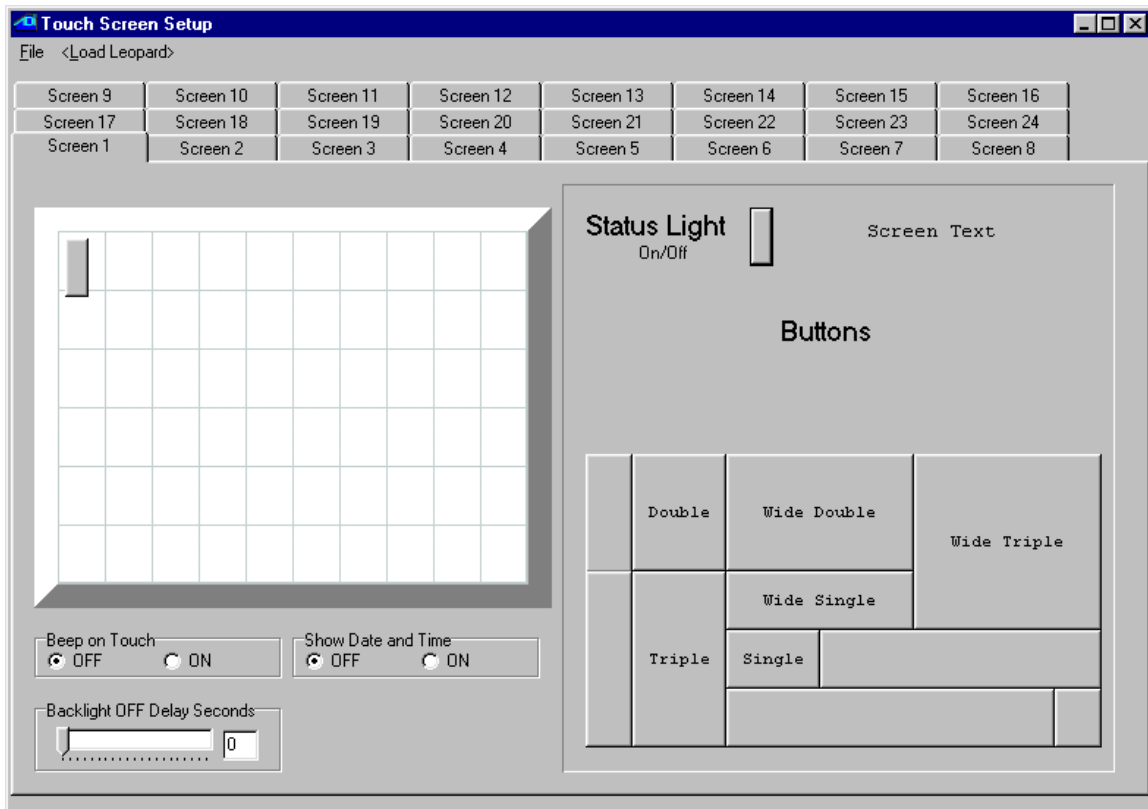 Touch Screen Setup
File <Load Leopard>
Screen 9 Screen 10 Screen 11 Screen 12 Screen 13 Screen 14 Screen 15 Screen 16
Screen 17 Screen 18 Screen 19 Screen 20 Screen 21 Screen 22 Screen 23 Screen 24
Screen 1 Screen 2 Screen 3 Screen 4 Screen 5 Screen 6 Screen 7 Screen 8
Status Light
On/Off
Screen Text
Buttons
Double Wide Double
Wide Triple
Wide Single
Triple Single
Beep on Touch
OFF ON
Show Date and Time
OFF ON
Backlight OFF Delay Seconds
0